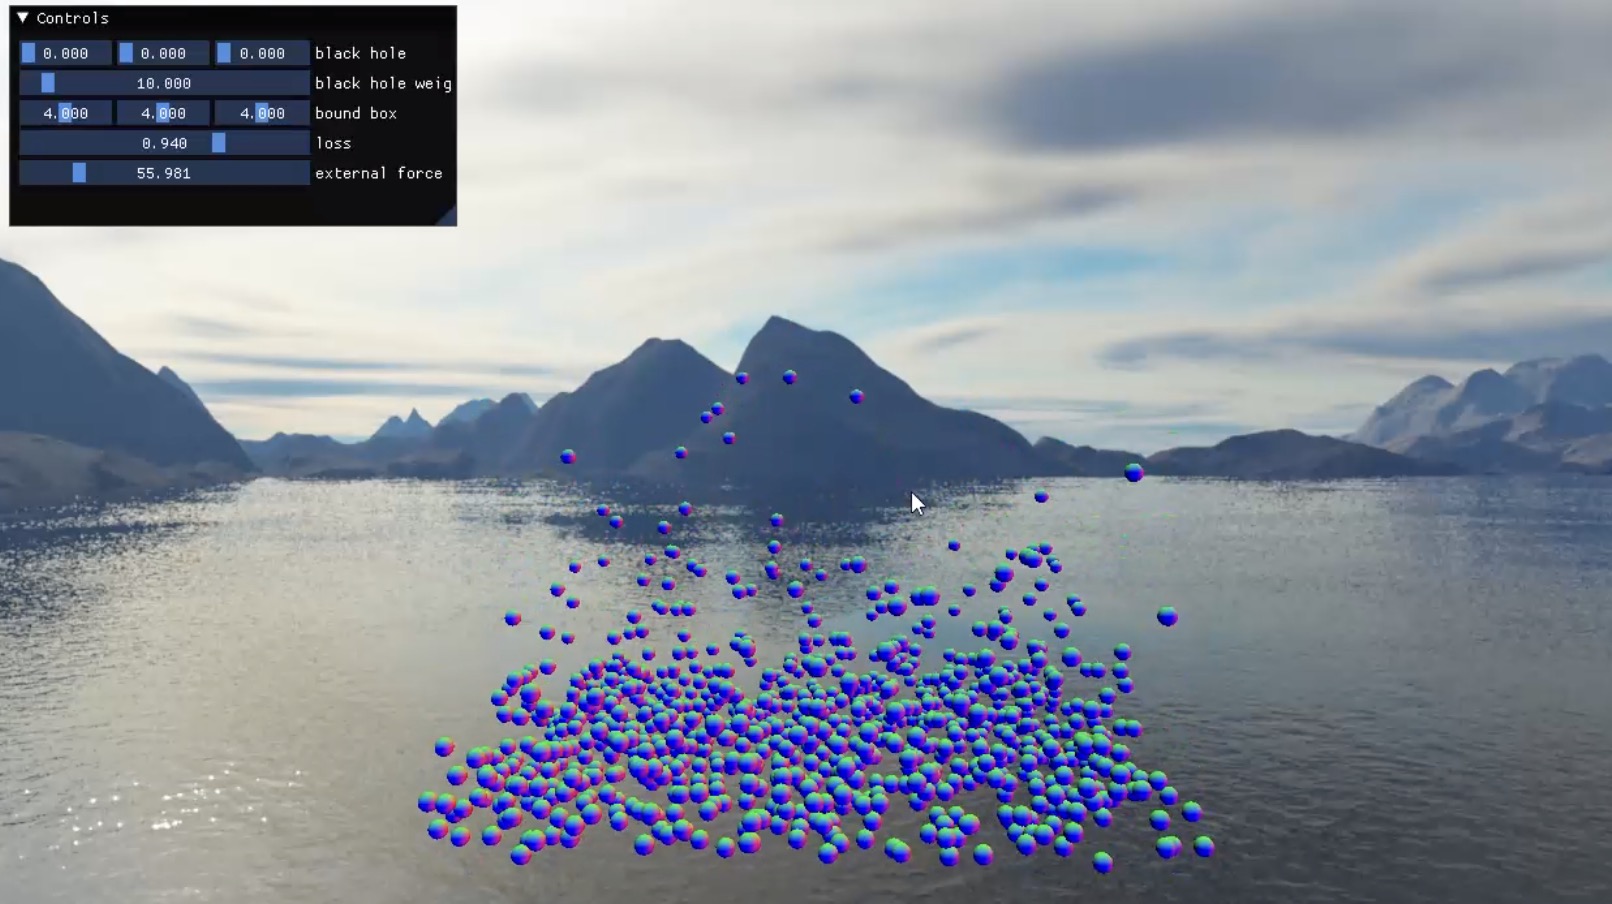 ▼ Controls
0.000 0.000 0.000 black hole
10.000 black hole weig
4.000 4.000 4.000 bound box
0.940 loss
55.981 external force